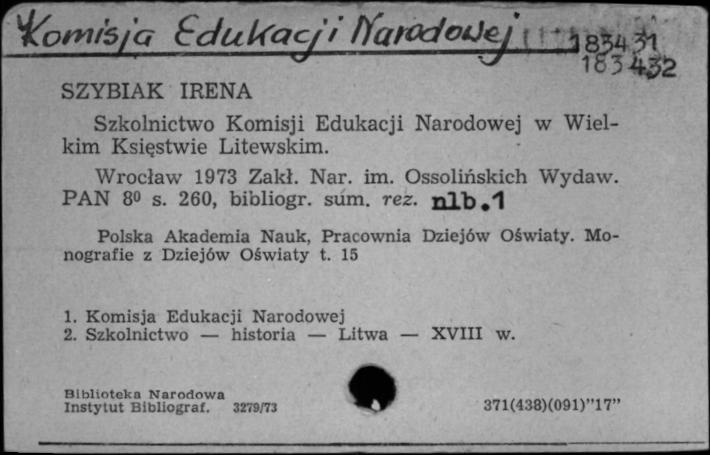 Komisja Edukacji Narodowej 183431
183432
SZYBIAK IRENA
Szkolnictwo Komisji Edukacji Narodowej w Wiel-
kim Księstwie Litewskim.
Wrocław 1973 Zakł. Nar. im. Ossolińskich Wydaw.
PAN 8⁰ s. 260, bibliogr. sum. rez. nlb.1
Polska Akademia Nauk, Pracownia Dziejów Oświaty. Mo-
nografie z Dziejów Oświaty t. 15
1. Komisja Edukacji Narodowej
2. Szkolnictwo — historia — Litwa — XVIII w.
Biblioteka Narodowa
Instytut Bibliograf. 3279/73 371(438)(091)"17"